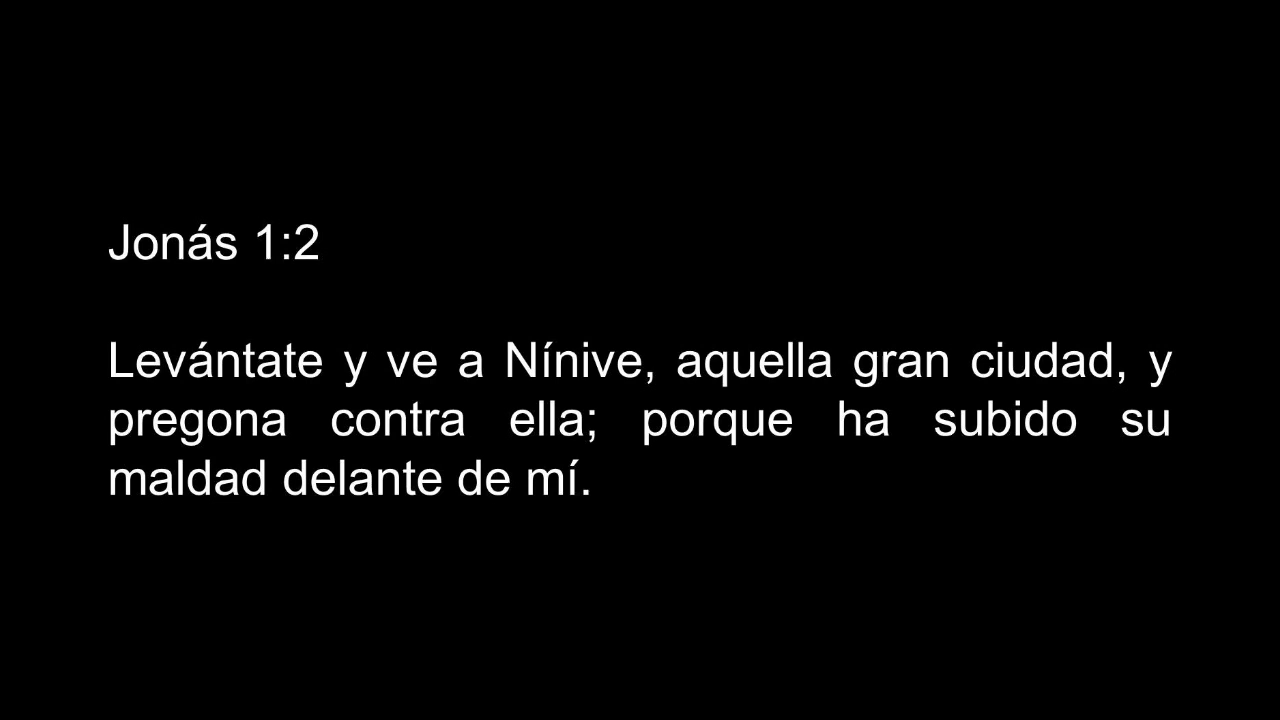 Jonás 1:2
Levántate y ve a Nínive, aquella gran ciudad, y
pregona contra ella; porque ha subido su
maldad delante de mí.